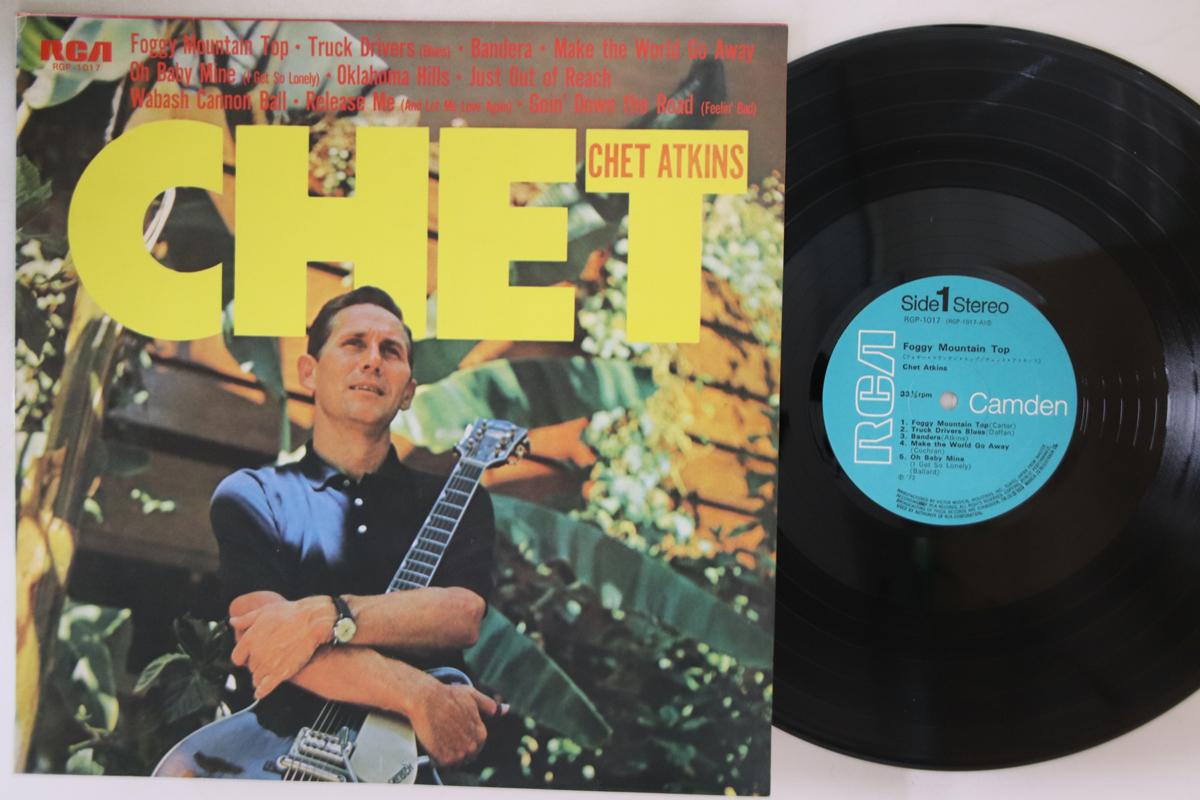 RCA
RGP-1017
Foggy Mountain Top • Truck Drivers (Blues) • Bandera • Make the World Go Away
Oh Baby Mine (I Get So Lonely) • Oklahoma Hills • Just Out of Reach
Wabash Cannon Ball • Release Me (And Let Me Love Again) • Goin' Down the Road (Feelin' Bad)
CHET
CHET ATKINS
Side 1 Stereo
RGP-1017 (RGP-1017-A)
Foggy Mountain Top
Chet Atkins
33⅓rpm
RCA
Camden
1. Foggy Mountain Top (Carter)
2. Truck Drivers Blues (Daffan)
3. Bandera (Atkins)
4. Make the World Go Away
(Cochran)
5. Oh Baby Mine
(I Got So Lonely)
(Ballard)
℗ '72